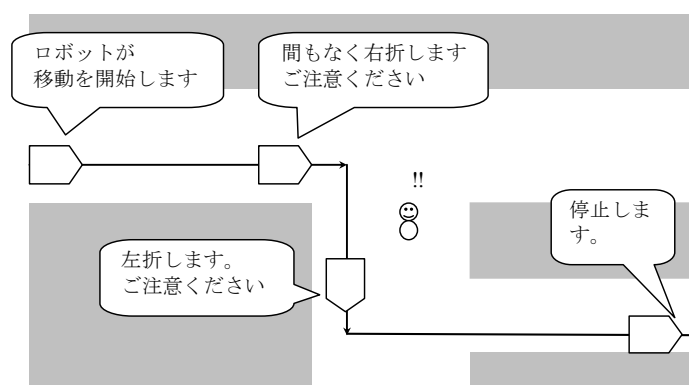 ロボットが
移動を開始します
間もなく右折します
ご注意ください
!!
停止しま
す。
左折します。
ご注意ください